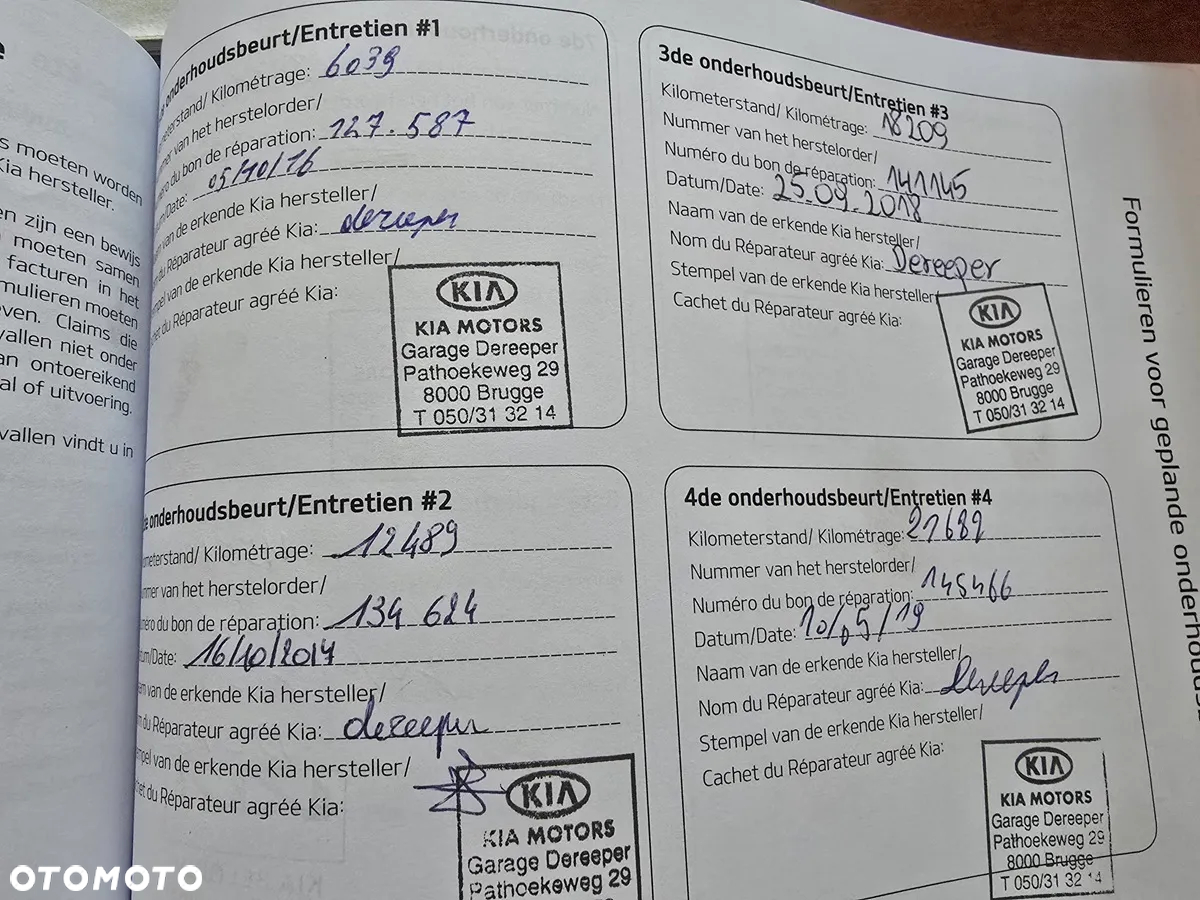 e
s moeten worden
Kia hersteller.
en zijn een bewijs
moeten samen
facturen in het
mulieren moeten
ven. Claims die
vallen niet onder
an ontoereikend
al of uitvoering.
vallen vindt u in
onderhoudsbeurt/Entretien #1
meterstand/ Kilométrage: 6039
mer van het herstelorder/
ro du bon de réparation: 127.587
m/Date: 05/10/16
van de erkende Kia hersteller/
du Réparateur agréé Kia: dereeper
pel van de erkende Kia hersteller/
et du Réparateur agréé Kia:
KIA
KIA MOTORS
Garage Dereeper
Pathoekeweg 29
8000 Brugge
T 050/31 32 14
de onderhoudsbeurt/Entretien #2
ometerstand/ Kilométrage: 12489
mmer van het herstelorder/
méro du bon de réparation: 134 624
tum/Date: 16/10/2017
am van de erkende Kia hersteller/
m du Réparateur agréé Kia: dereeper
mpel van de erkende Kia hersteller/
chet du Réparateur agréé Kia:
KIA
KIA MOTORS
Garage Dereeper
Pathoekeweg 29
3de onderhoudsbeurt/Entretien #3
Kilometerstand/ Kilométrage: 18209
Nummer van het herstelorder/
Numéro du bon de réparation: 141145
Datum/Date: 25.09.2018
Naam van de erkende Kia hersteller/
Nom du Réparateur agréé Kia: Dereeper
Stempel van de erkende Kia hersteller/
Cachet du Réparateur agréé Kia:
KIA
KIA MOTORS
Garage Dereeper
Pathoekeweg 29
8000 Brugge
T 050/31 32 14
4de onderhoudsbeurt/Entretien #4
Kilometerstand/ Kilométrage: 21682
Nummer van het herstelorder/
Numéro du bon de réparation: 145466
Datum/Date: 10/05/19
Naam van de erkende Kia hersteller/
Nom du Réparateur agréé Kia: Dereeper
Stempel van de erkende Kia hersteller/
Cachet du Réparateur agréé Kia:
KIA
KIA MOTORS
Garage Dereeper
Pathoekeweg 29
8000 Brugge
T 050/31 32 14
Formulieren voor geplande onderhouds
OTOMOTO